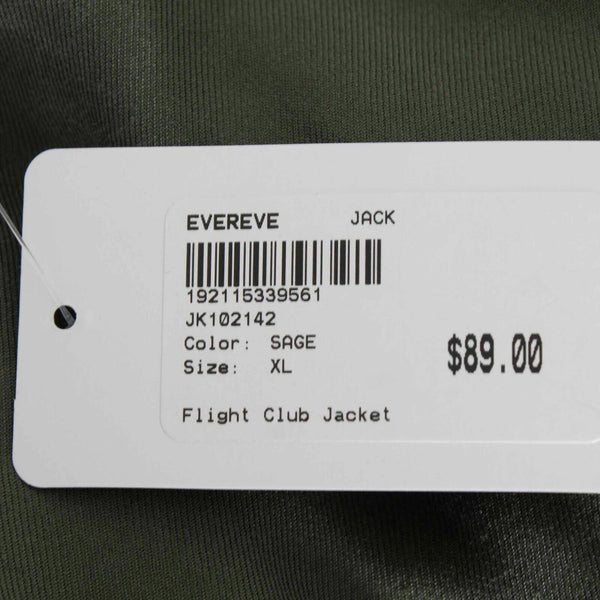 EVEREVE JACK
192115339561
JK102142
Color: SAGE
Size: XL
$89.00
Flight Club Jacket